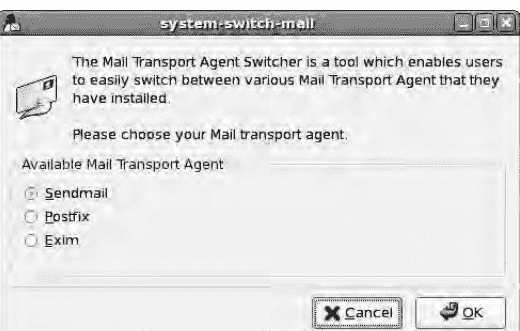 system-switch-mail
The Mail Transport Agent Switcher is a tool which enables users
to easily switch between various Mail Transport Agent that they
have installed.
Please choose your Mail transport agent.
Available Mail Transport Agent
Sendmail
Postfix
Exim
Cancel
OK